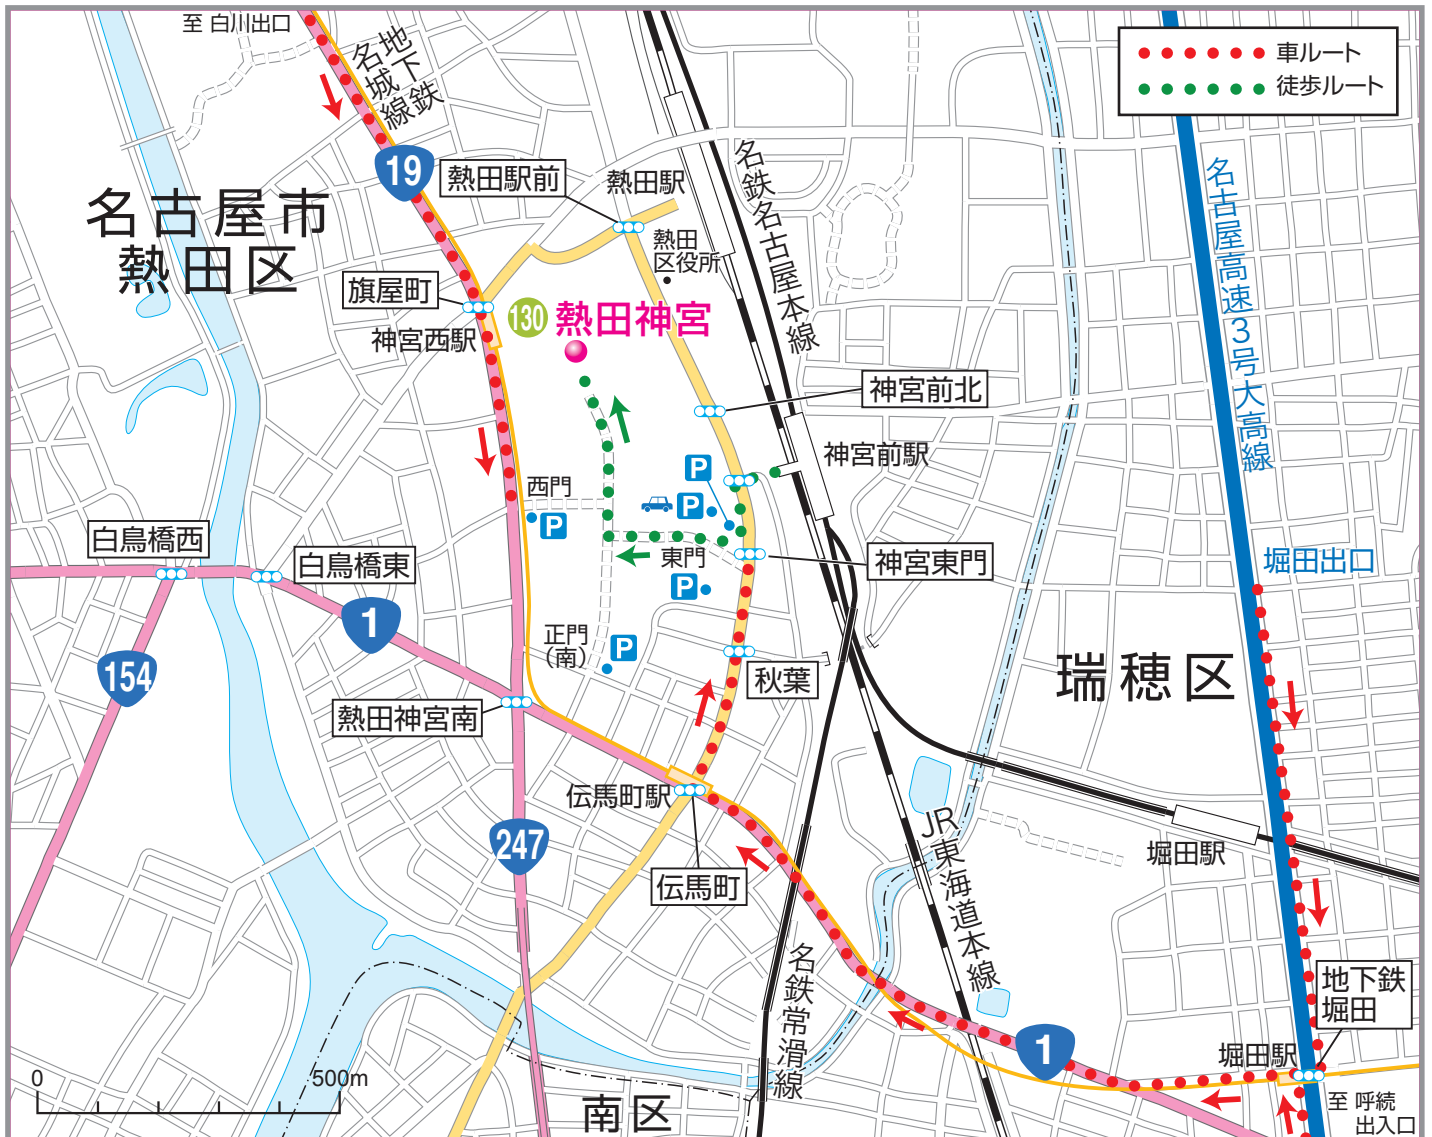 至 白川出口
地下鉄
名城線
車ルート
徒歩ルート
19
熱田駅前
熱田駅
名鉄名古屋本線
名古屋高速3号大高線
名古屋市
熱田区
熱田
区役所
旗屋町
130
熱田神宮
神宮西駅
神宮前北
神宮前駅
P
西門
P
P
白鳥橋西
白鳥橋東
東門
神宮東門
堀田出口
P
1
正門
(南)
P
154
秋葉
瑞穂区
熱田神宮南
伝馬町駅
247
JR東海道本線
堀田駅
伝馬町
名鉄常滑線
地下鉄
堀田
1
堀田駅
0
500m
南区
至 呼続
出入口